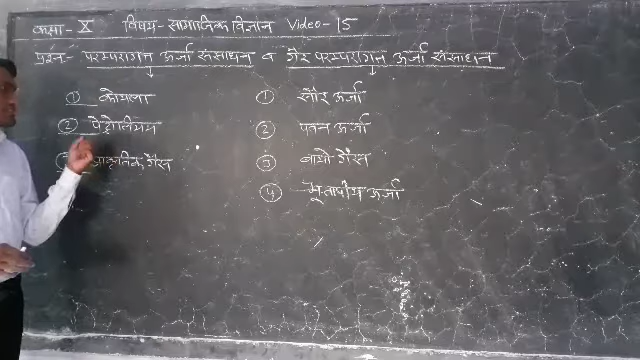 कक्षा - X विषय - सामाजिक विज्ञान Video - 15
प्रश्न - परम्परागत ऊर्जा संसाधन व गैर परम्परागत ऊर्जा संसाधन
① कोयला ① सौर ऊर्जा
② पेट्रोलियम ② पवन ऊर्जा
③ प्राकृतिक गैस ③ बायो गैस
④ भूतापीय ऊर्जा